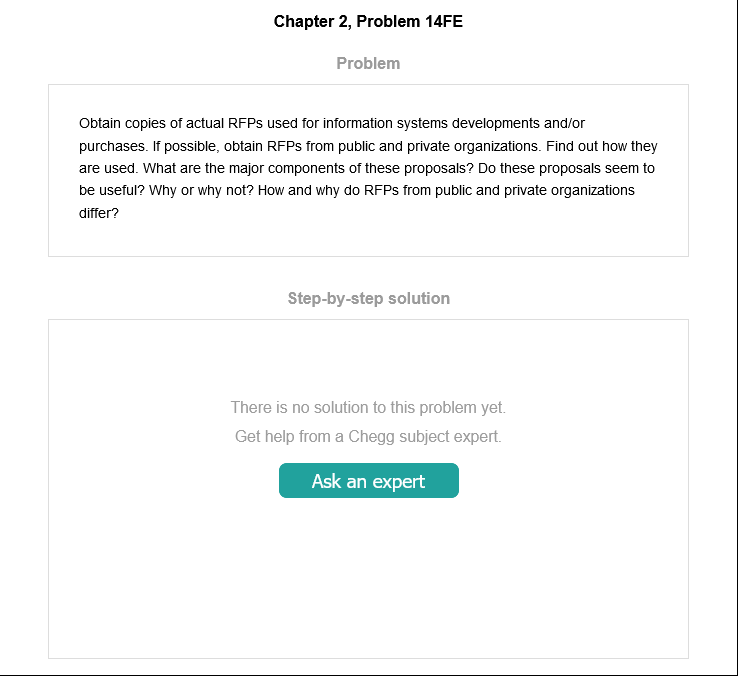 Chapter 2, Problem 14FE
Problem
Obtain copies of actual RFPs used for information systems developments and/or
purchases. If possible, obtain RFPs from public and private organizations. Find out how they
are used. What are the major components of these proposals? Do these proposals seem to
be useful? Why or why not? How and why do RFPs from public and private organizations
differ?
Step-by-step solution
There is no solution to this problem yet.
Get help from a Chegg subject expert.
Ask an expert